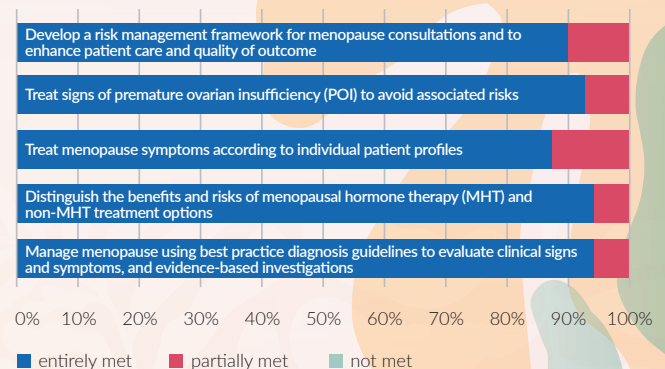 Develop a risk management framework for menopause consultations and to
enhance patient care and quality of outcome
Treat signs of premature ovarian insufficiency (POI) to avoid associated risks
Treat menopause symptoms according to individual patient profiles
Distinguish the benefits and risks of menopausal hormone therapy (MHT) and
non-MHT treatment options
Manage menopause using best practice diagnosis guidelines to evaluate clinical signs
and symptoms, and evidence-based investigations
0% 10% 20% 30% 40% 50% 60% 70% 80% 90% 100%
entirely met partially met not met